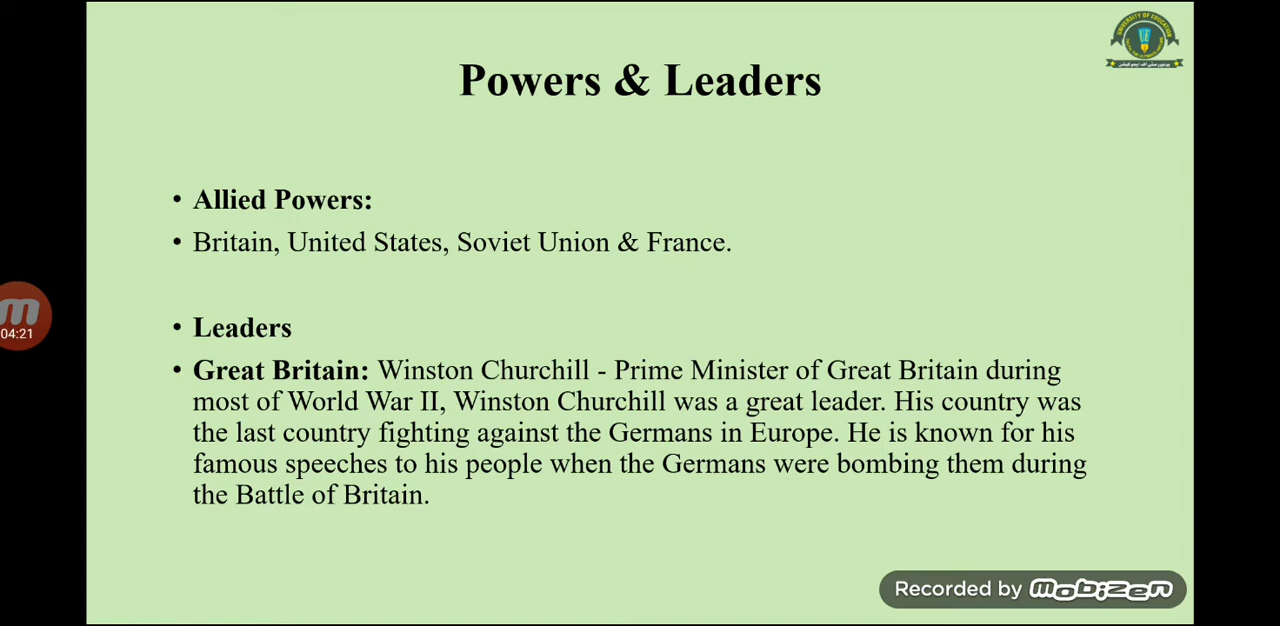 UNIVERSITY OF EDUCATION
Powers & Leaders
• Allied Powers:
• Britain, United States, Soviet Union & France.
• Leaders
04:21
• Great Britain: Winston Churchill - Prime Minister of Great Britain during
most of World War II, Winston Churchill was a great leader. His country was
the last country fighting against the Germans in Europe. He is known for his
famous speeches to his people when the Germans were bombing them during
the Battle of Britain.
Recorded by mobizen